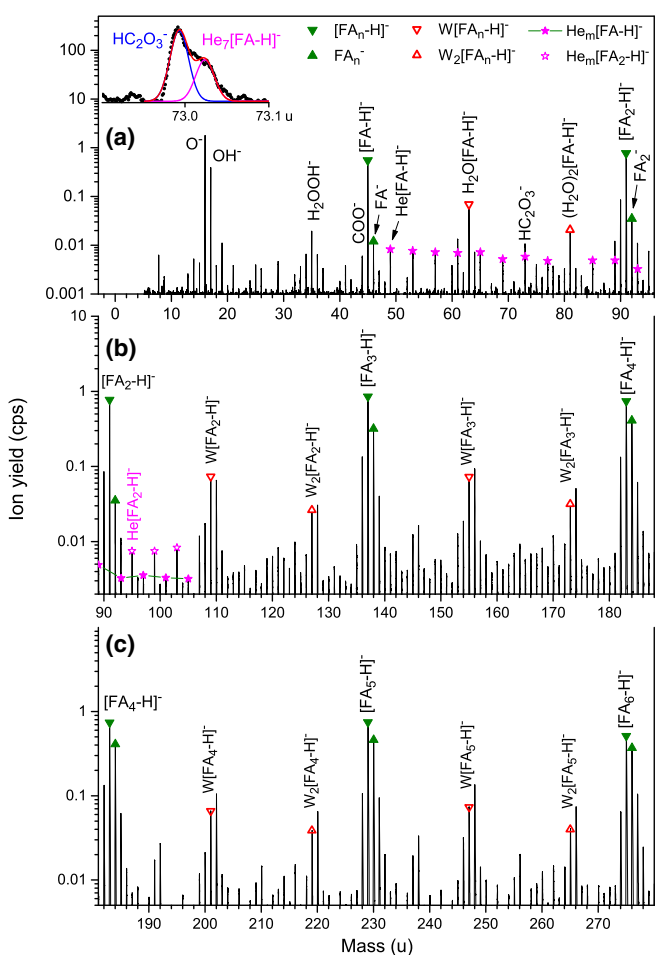 [FAn-H]-
FAn-
W[FAn-H]-
W2[FAn-H]-
Hem[FA-H]-
Hem[FA2-H]-
HC2O3-
He7[FA-H]-
73.0
73.1 u
100
10
1
0.1
0.01
0.001
(a)
O-
OH-
H2OOH-
COO-
[FA-H]-
FA-
He[FA-H]-
H2O[FA-H]-
HC2O3-
(H2O)2[FA-H]-
[FA2-H]-
FA2-
0 10 20 30 40 50 60 70 80 90
Ion yield (cps)
(b)
1
0.1
0.01
[FA2-H]-
He[FA2-H]-
W[FA2-H]-
W2[FA2-H]-
[FA3-H]-
W[FA3-H]-
W2[FA3-H]-
[FA4-H]-
90 100 110 120 130 140 150 160 170 180
(c)
1
0.1
0.01
[FA4-H]-
W[FA4-H]-
W2[FA4-H]-
[FA5-H]-
W[FA5-H]-
W2[FA5-H]-
[FA6-H]-
190 200 210 220 230 240 250 260 270
Mass (u)